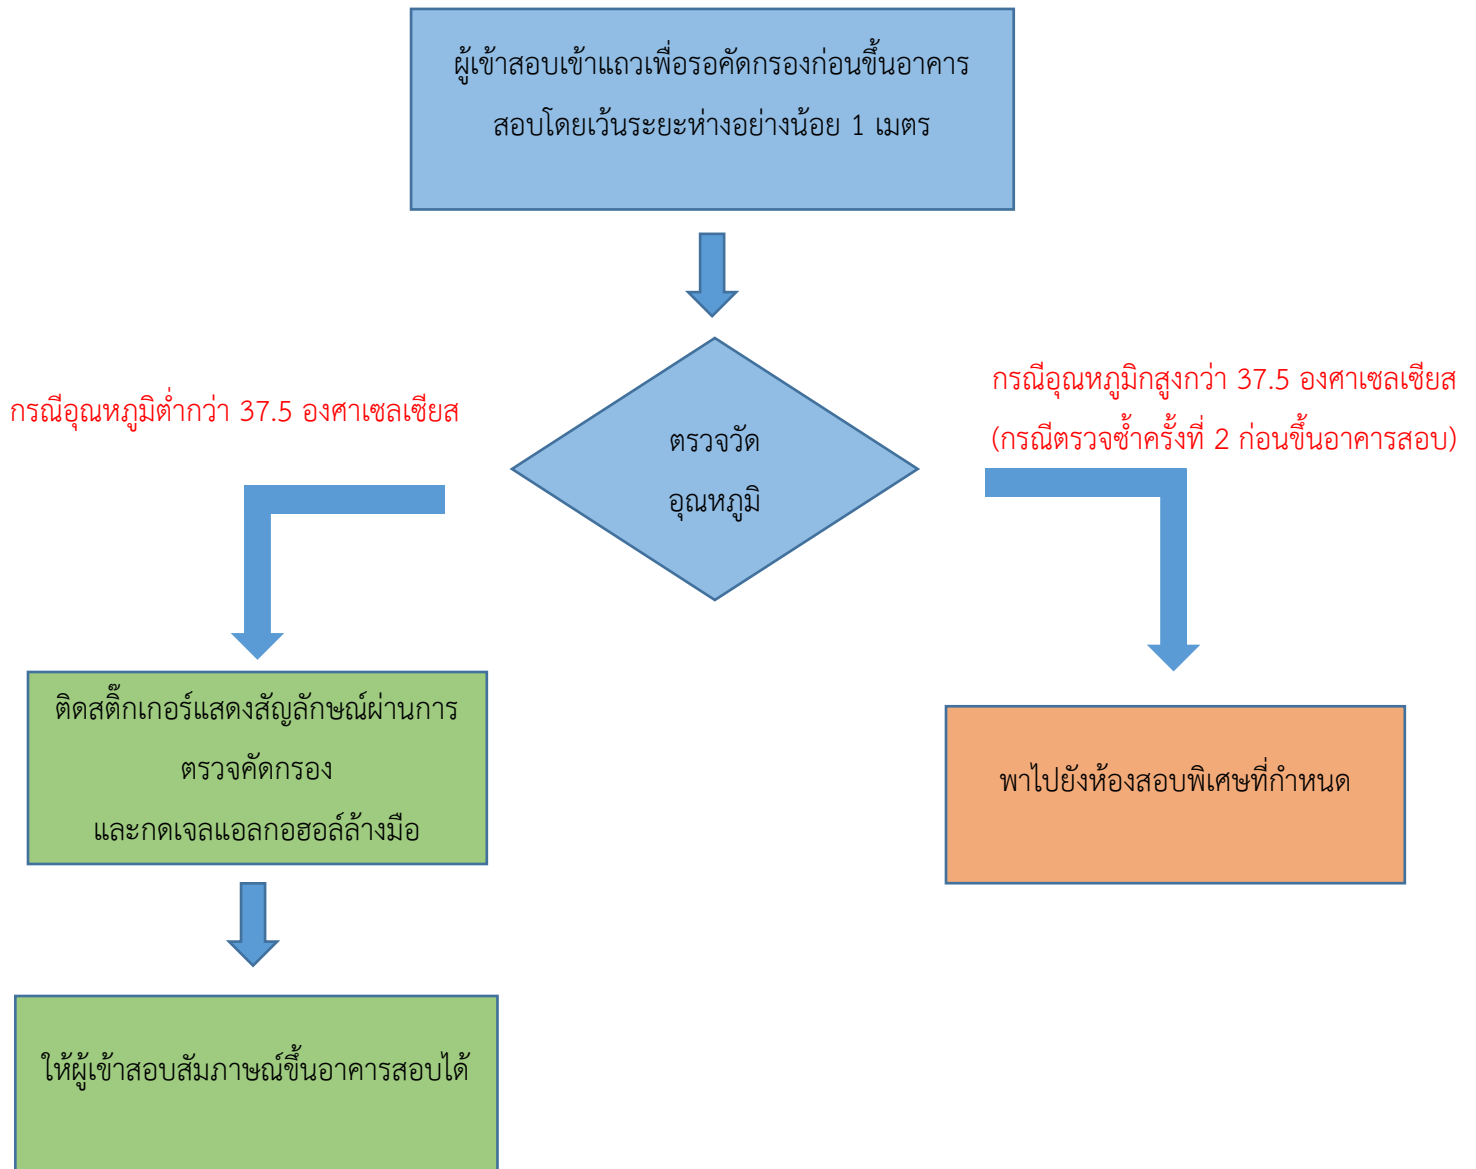 ผู้เข้าสอบเข้าแถวเพื่อรอคัดกรองก่อนขึ้นอาคาร
สอบโดยเว้นระยะห่างอย่างน้อย 1 เมตร
กรณีอุณหภูมิต่ำกว่า 37.5 องศาเซลเซียส
กรณีอุณหภูมิกสูงกว่า 37.5 องศาเซลเซียส
(กรณีตรวจซ้ำครั้งที่ 2 ก่อนขึ้นอาคารสอบ)
ตรวจวัด
อุณหภูมิ
ติดสติ๊กเกอร์แสดงสัญลักษณ์ผ่านการ
ตรวจคัดกรอง
และกดเจลแอลกอฮอล์ล้างมือ
พาไปยังห้องสอบพิเศษที่กำหนด
ให้ผู้เข้าสอบสัมภาษณ์ขึ้นอาคารสอบได้